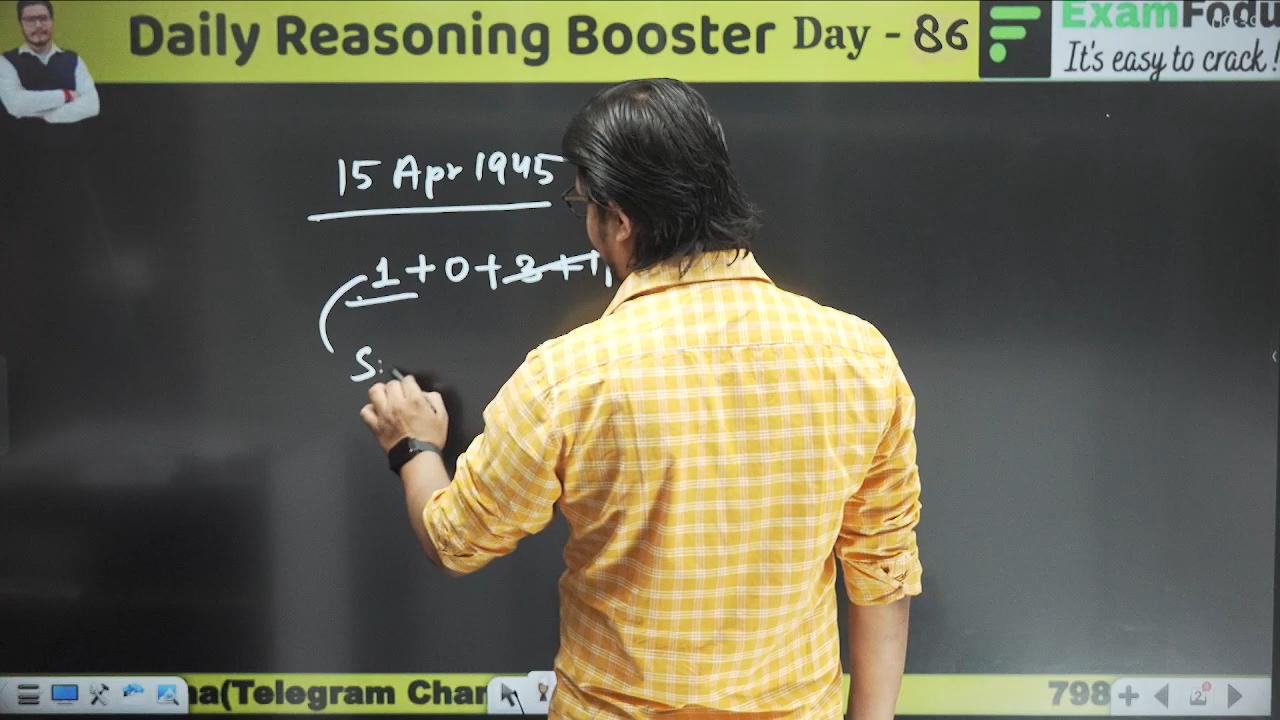 Daily Reasoning Booster Day - 86
ExamFodu
It's easy to crack !
15 Apr 1945
1 + 0 + 3 + 1
S
(Telegram Chan
798
2